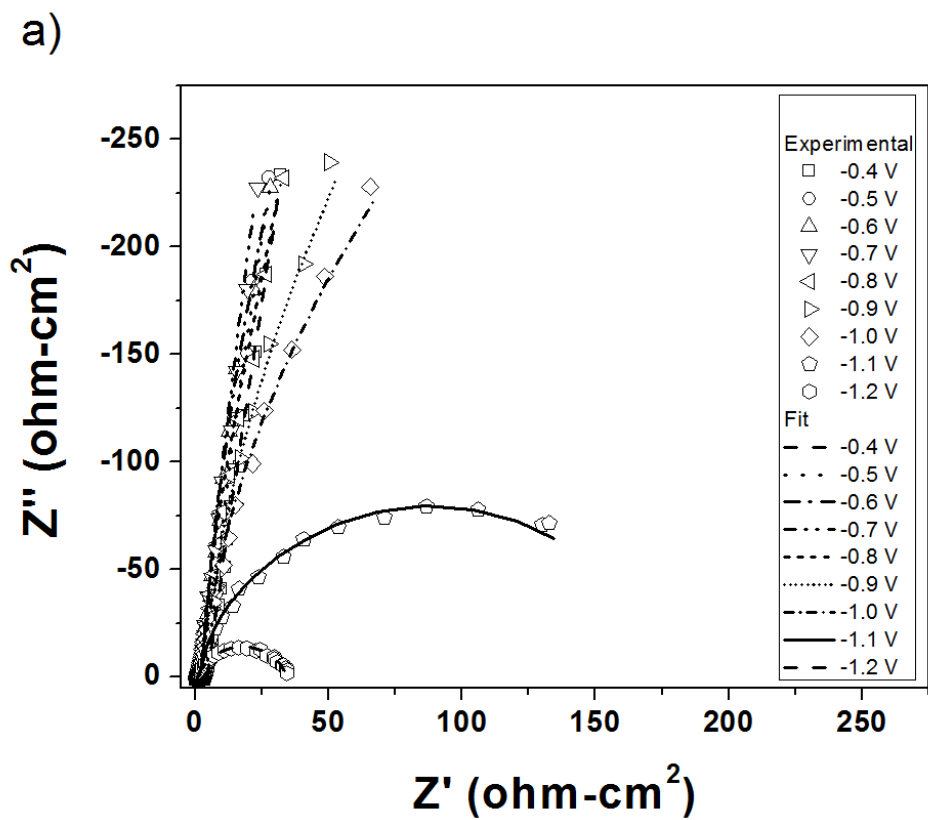 a)
Z'' (ohm-cm²)
-250
-200
-150
-100
-50
0
0 50 100 150 200 250
Z' (ohm-cm²)
Experimental
-0.4 V
-0.5 V
-0.6 V
-0.7 V
-0.8 V
-0.9 V
-1.0 V
-1.1 V
-1.2 V
Fit
-0.4 V
-0.5 V
-0.6 V
-0.7 V
-0.8 V
-0.9 V
-1.0 V
-1.1 V
-1.2 V